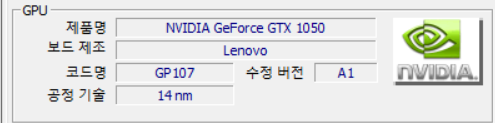 GPU
제품명 NVIDIA GeForce GTX 1050
보드 제조 Lenovo
코드명 GP107 수정 버전 A1
공정 기술 14 nm
NVIDIA.